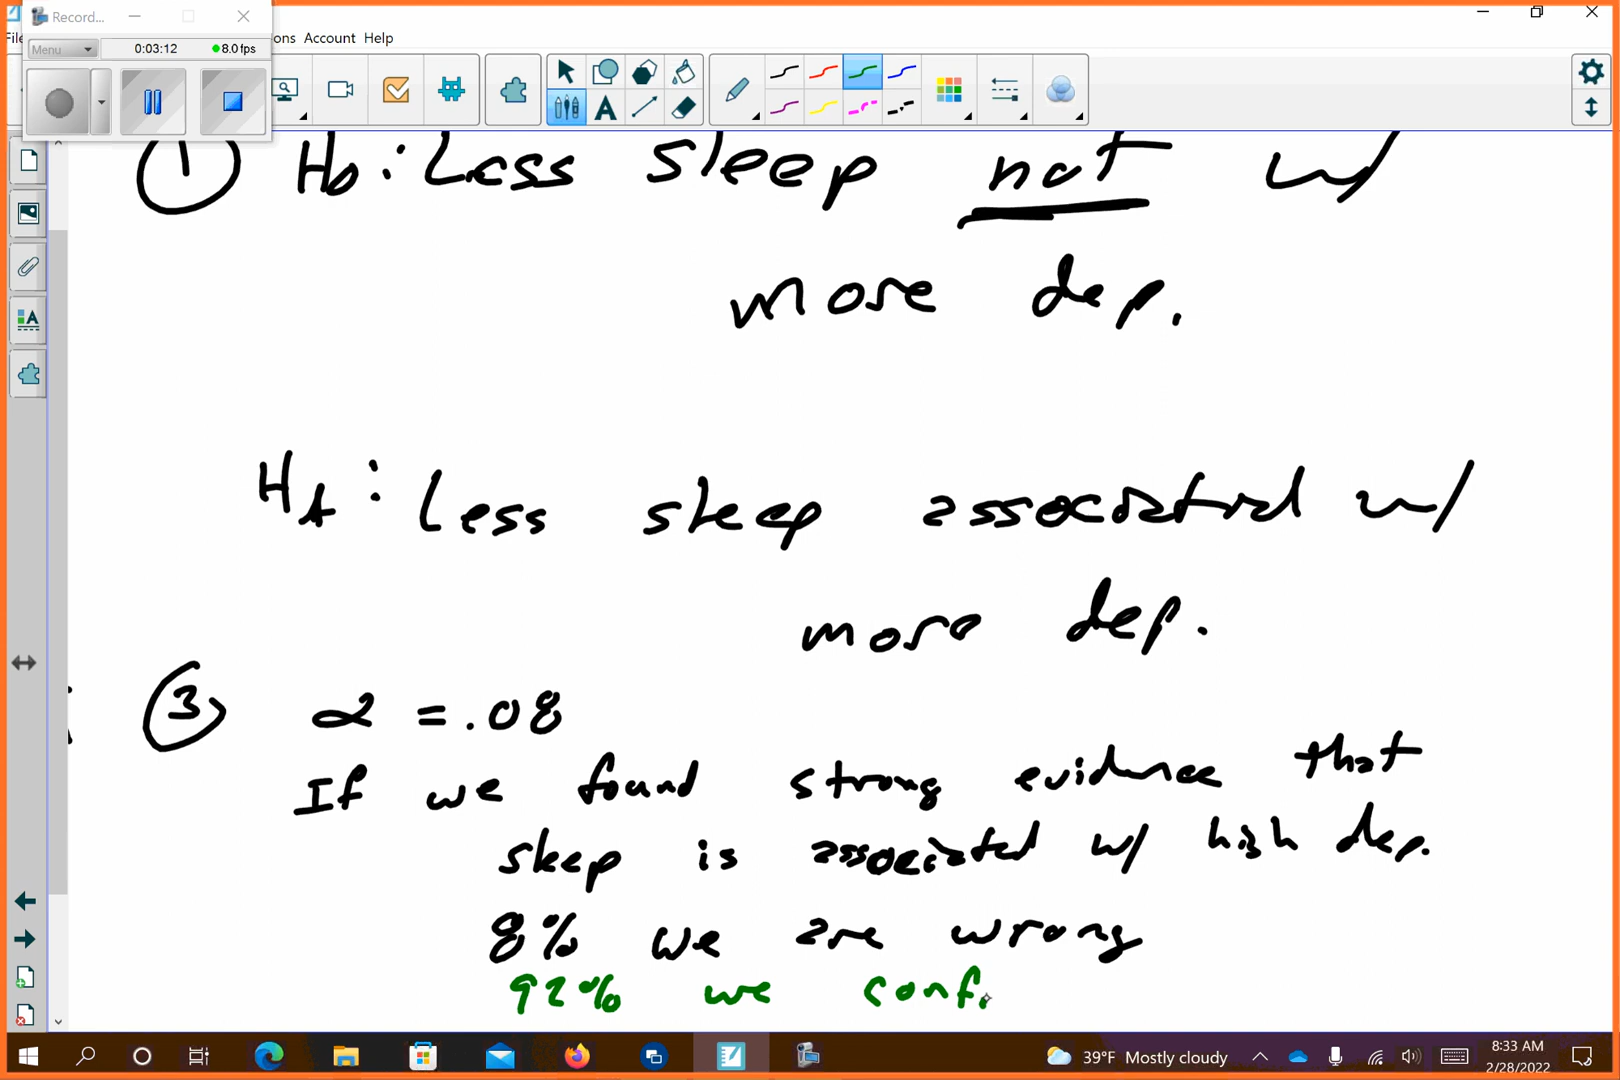 Record...
Menu
0:03:12
8.0 fps
ons Account Help
① H₀: Less sleep not w/
more dep.
H_A: Less sleep associated w/
more dep.
③ α = .08
If we found strong evidence that
sleep is associated w/ high dep.
8% we are wrong
92% we conf.
39°F Mostly cloudy
8:33 AM
2/28/2022